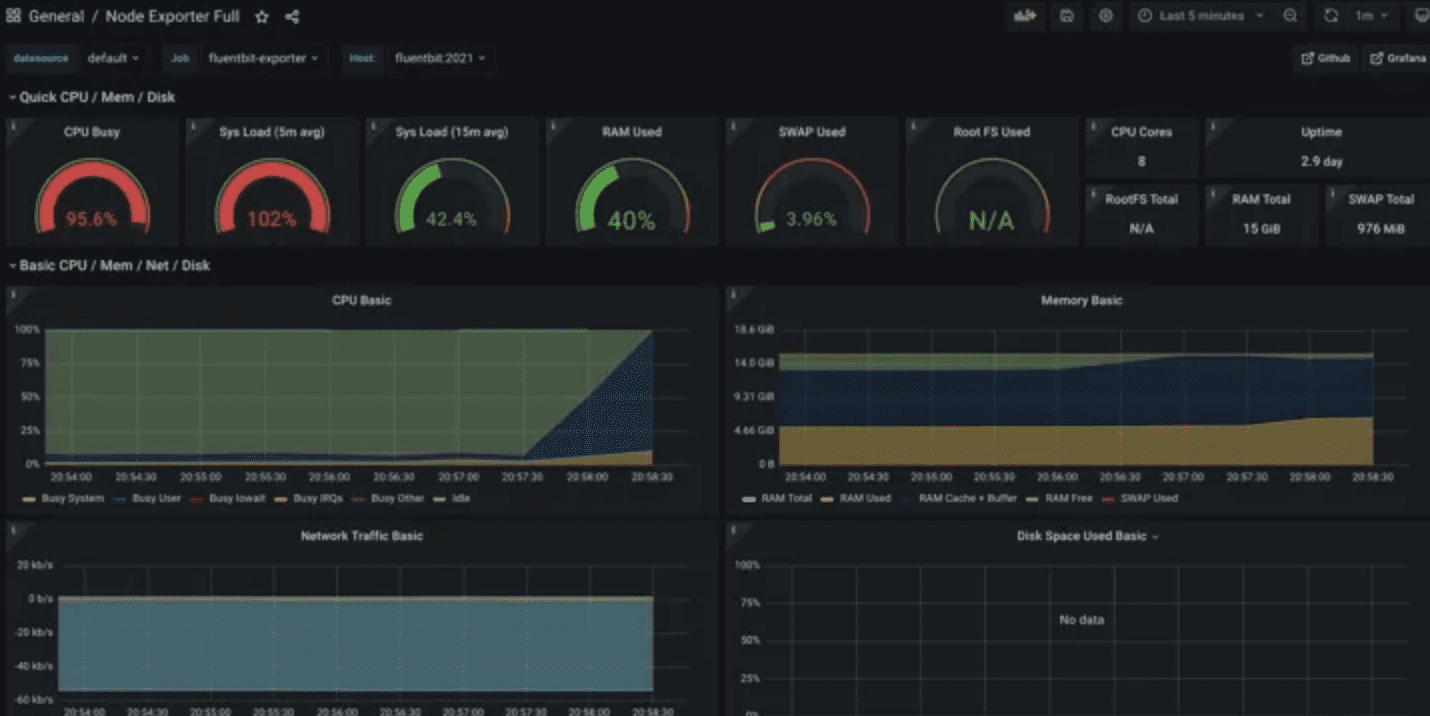 General / Node Exporter Full
Last 5 minutes
1m
datasource default Job fluentbit-exporter Host: fluentbit:2021
Github Grafana
Quick CPU / Mem / Disk
CPU Busy
95.6%
Sys Load (5m avg)
102%
Sys Load (15m avg)
42.4%
RAM Used
40%
SWAP Used
3.96%
Root FS Used
N/A
CPU Cores
8
Uptime
2.9 day
RootFS Total
N/A
RAM Total
15 GiB
SWAP Total
976 MiB
Basic CPU / Mem / Net / Disk
CPU Basic
100%
75%
50%
25%
0%
20:54:00 20:54:30 20:55:00 20:55:30 20:56:00 20:56:30 20:57:00 20:57:30 20:58:00 20:58:30
Busy System Busy User Busy Iowait Busy IRQs Busy Other Idle
Memory Basic
18.6 GiB
14.0 GiB
9.31 GiB
4.66 GiB
0 B
20:54:00 20:54:30 20:55:00 20:55:30 20:56:00 20:56:30 20:57:00 20:57:30 20:58:00 20:58:30
RAM Total RAM Used RAM Cache + Buffer RAM Free SWAP Used
Network Traffic Basic
20 kb/s
0 b/s
-20 kb/s
-40 kb/s
-60 kb/s
20:54:00 20:54:30 20:55:00 20:55:30 20:56:00 20:56:30 20:57:00 20:57:30 20:58:00 20:58:30
Disk Space Used Basic
100%
75%
50%
25%
0%
No data